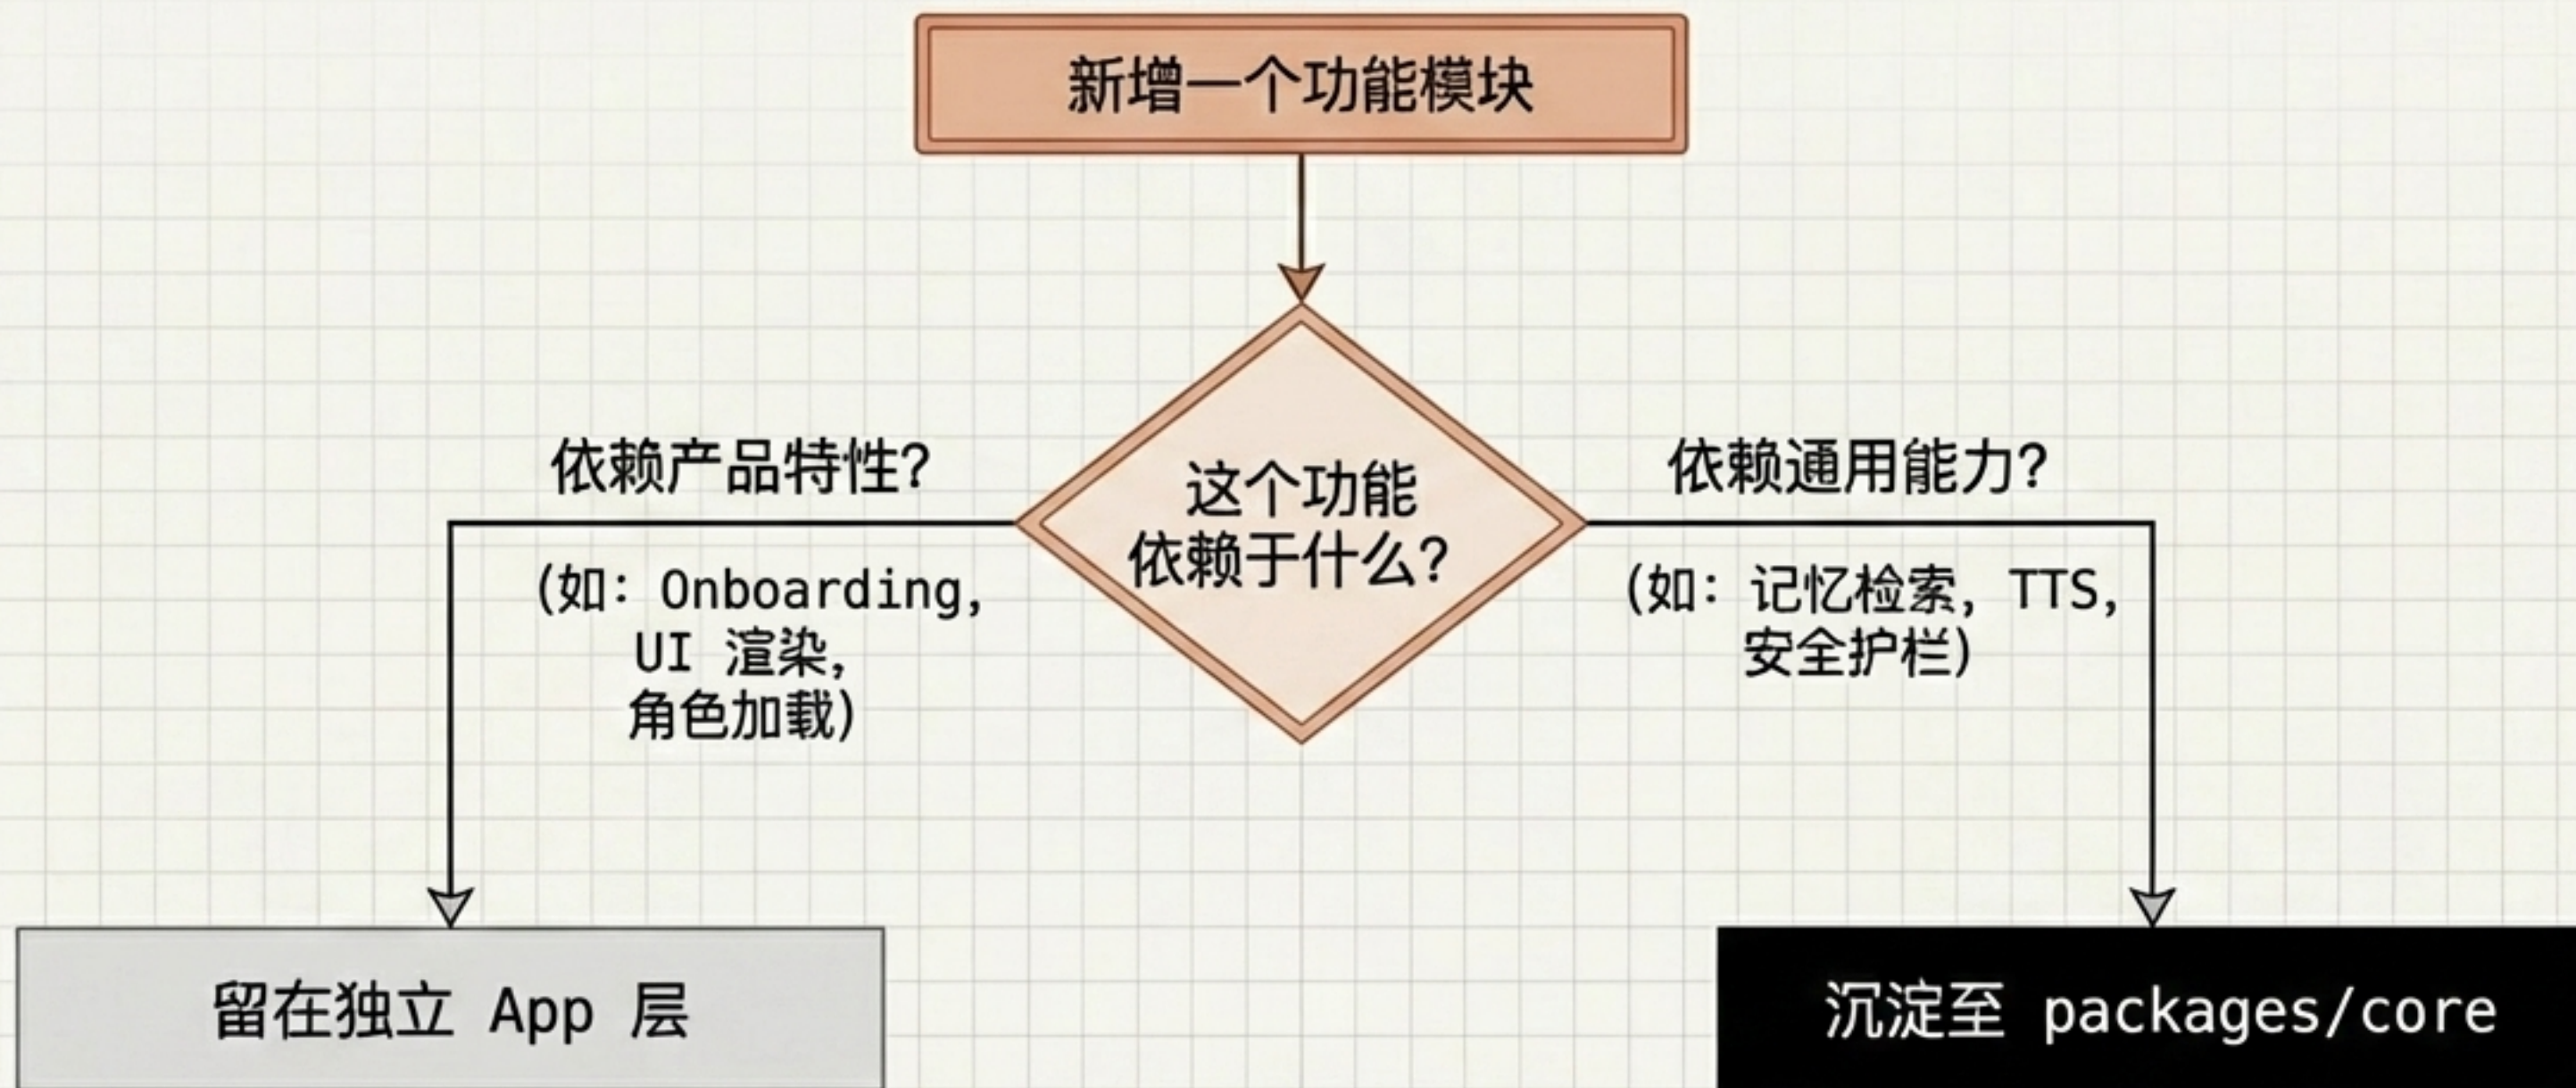 新增一个功能模块
依赖产品特性?
(如: Onboarding,
UI 渲染,
角色加载)
这个功能
依赖于什么?
依赖通用能力?
(如: 记忆检索, TTS,
安全护栏)
留在独立 App 层
沉淀至 packages/core